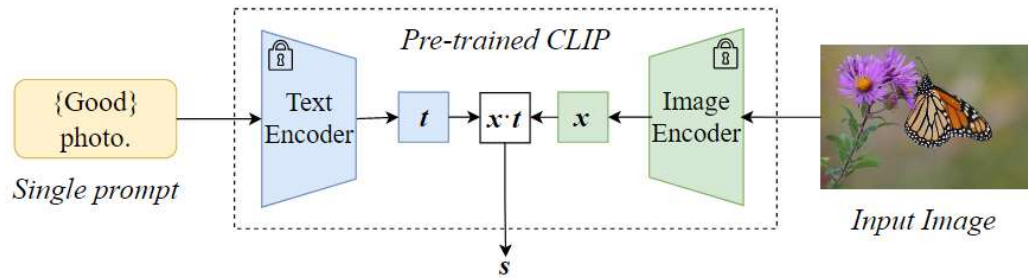 Pre-trained CLIP
{Good}
photo.
Single prompt
Text
Encoder
t
x·t
x
Image
Encoder
Input Image
s